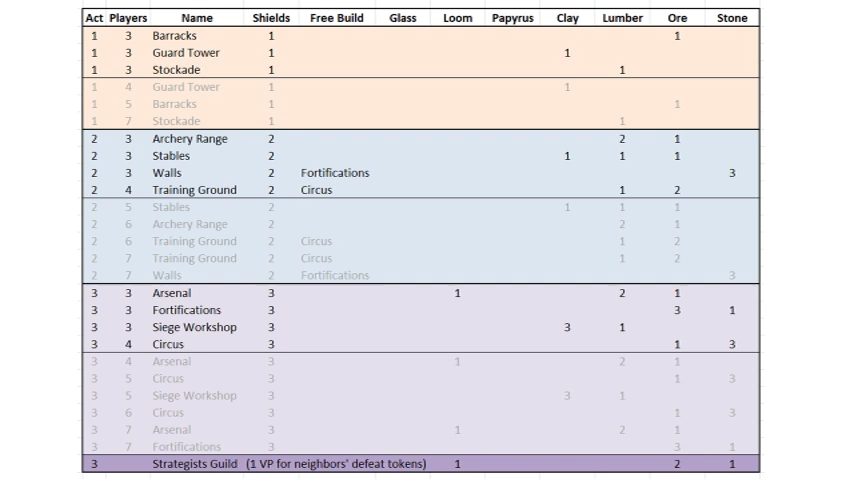 Act Players Name Shields Free Build Glass Loom Papyrus Clay Lumber Ore Stone
1 3 Barracks 1 1
1 3 Guard Tower 1 1
1 3 Stockade 1 1
1 4 Guard Tower 1 1
1 5 Barracks 1 1
1 7 Stockade 1 1
2 3 Archery Range 2 2 1
2 3 Stables 2 1 1 1
2 3 Walls 2 Fortifications 3
2 4 Training Ground 2 Circus 1 2
2 5 Stables 2 1 1 1
2 6 Archery Range 2 2 1
2 6 Training Ground 2 Circus 1 2
2 7 Training Ground 2 Circus 1 2
2 7 Walls 2 Fortifications 3
3 3 Arsenal 3 1 2 1
3 3 Fortifications 3 3 1
3 3 Siege Workshop 3 3 1
3 4 Circus 3 1 3
3 4 Arsenal 3 1 2 1
3 5 Circus 3 1 3
3 5 Siege Workshop 3 3 1
3 6 Circus 3 1 3
3 7 Arsenal 3 1 2 1
3 7 Fortifications 3 3 1
3 Strategists Guild (1 VP for neighbors' defeat tokens) 1 2 1